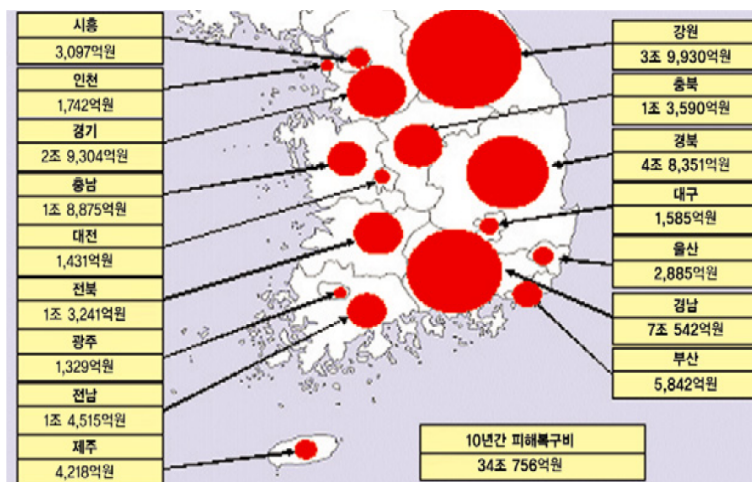 시흥
3,097억원
인천
1,742억원
경기
2조 9,304억원
충남
1조 8,875억원
대전
1,431억원
전북
1조 3,241억원
광주
1,329억원
전남
1조 4,515억원
제주
4,218억원
강원
3조 9,930억원
충북
1조 3,590억원
경북
4조 8,351억원
대구
1,585억원
울산
2,885억원
경남
7조 542억원
부산
5,842억원
10년간 피해복구비
34조 756억원